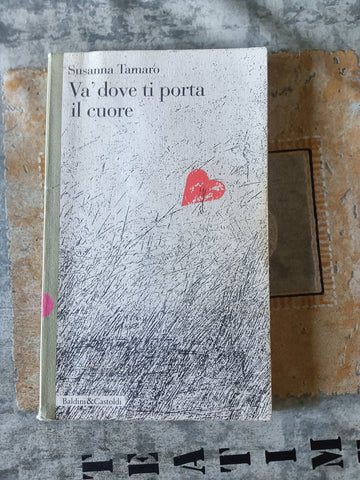 Susanna Tamaro
Va' dove ti porta
il cuore
Baldini&Castoldi